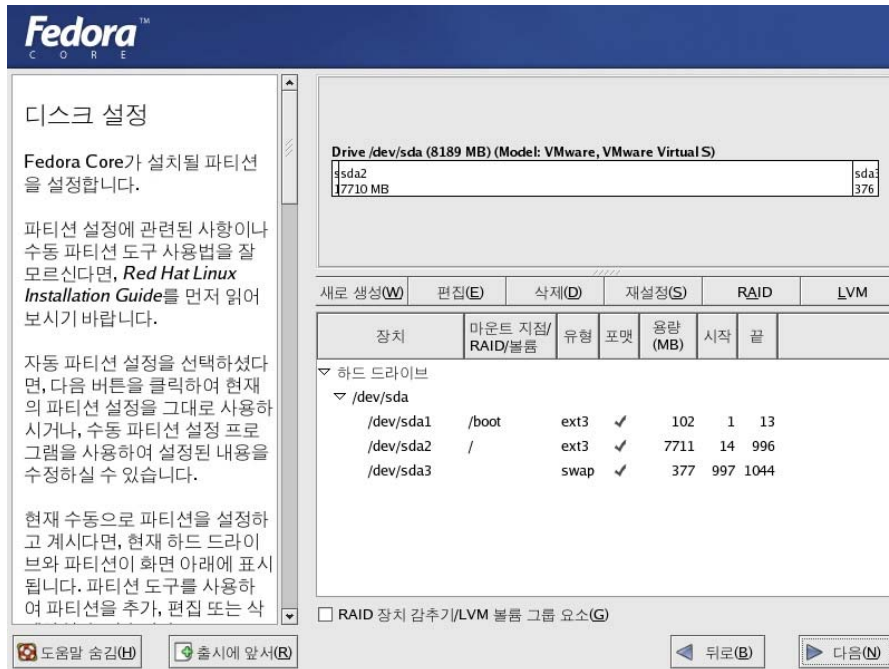 Fedora™
CORE
디스크 설정
Fedora Core가 설치될 파티션
을 설정합니다.
파티션 설정에 관련된 사항이나
수동 파티션 도구 사용법을 잘
모르신다면, Red Hat Linux
Installation Guide를 먼저 읽어
보시기 바랍니다.
자동 파티션 설정을 선택하셨다
면, 다음 버튼을 클릭하여 현재
의 파티션 설정을 그대로 사용하
시거나, 수동 파티션 설정 프로
그램을 사용하여 설정된 내용을
수정하실 수 있습니다.
현재 수동으로 파티션을 설정하
고 계시다면, 현재 하드 드라이
브와 파티션이 화면 아래에 표시
됩니다. 파티션 도구를 사용하
여 파티션을 추가, 편집 또는 삭
Drive /dev/sda (8189 MB) (Model: VMware, VMware Virtual S)
sda2
7710 MB
sda3
376
새로 생성(W) 편집(E) 삭제(D) 재설정(S) RAID LVM
장치 마운트 지점/RAID/볼륨 유형 포맷 용량(MB) 시작 끝
하드 드라이브
/dev/sda
/dev/sda1 /boot ext3 ✓ 102 1 13
/dev/sda2 / ext3 ✓ 7711 14 996
/dev/sda3 swap ✓ 377 997 1044
RAID 장치 감추기/LVM 볼륨 그룹 요소(G)
도움말 숨김(H) 출시에 앞서(R) 뒤로(B) 다음(N)